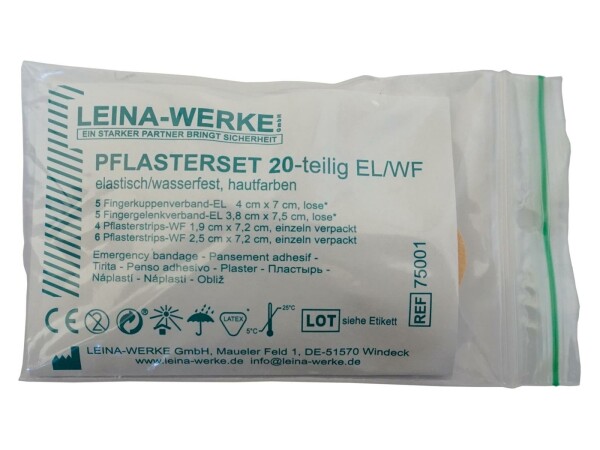 LEINA-WERKE GmbH
EIN STARKER PARTNER BRINGT SICHERHEIT
PFLASTERSET 20-teilig EL/WF
elastisch/wasserfest, hautfarben
5 Fingerkuppenverband-EL 4 cm x 7 cm, lose*
5 Fingergelenkverband-EL 3,8 cm x 7,5 cm, lose*
4 Pflasterstrips-WF 1,9 cm x 7,2 cm, einzeln verpackt
6 Pflasterstrips-WF 2,5 cm x 7,2 cm, einzeln verpackt
Emergency bandage - Pansement adhesif -
Tirita - Penso adhesivo - Plaster - Пластырь -
Náplastí - Náplasti - Obliž
REF 75001
CE 2 LATEX 5°C 25°C LOT siehe Etikett
LEINA-WERKE GmbH, Maueler Feld 1, DE-51570 Windeck
www.leina-werke.de info@leina-werke.de